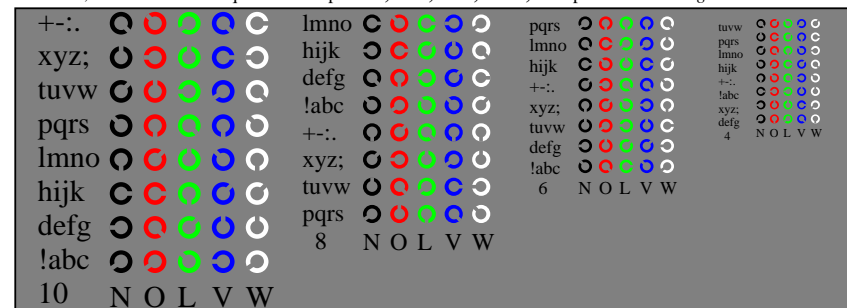 +-:.
xyz;
tuvw
pqrs
lmno
hijk
defg
!abc
10 N O L V W
lmno
hijk
defg
!abc
+-:.
xyz;
tuvw
pqrs
8 N O L V W
pqrs
lmno
hijk
+-:.
xyz;
tuvw
defg
!abc
6 N O L V W
tuvw
pqrs
lmno
hijk
+-:.
!abc
xyz;
defg
4 N O L V W